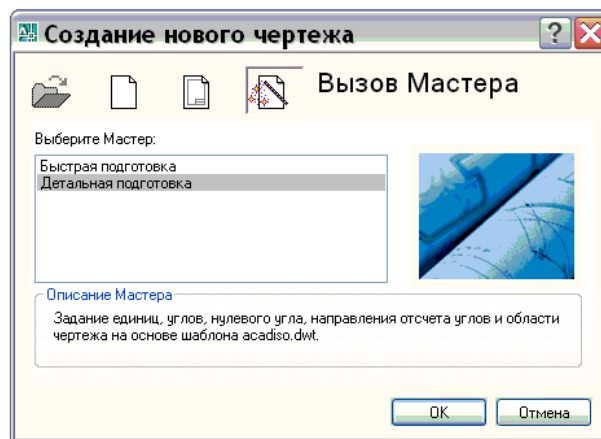 Создание нового чертежа
Вызов Мастера
Выберите Мастер:
Быстрая подготовка
Детальная подготовка
Описание Мастера
Задание единиц, углов, нулевого угла, направления отсчета углов и области
чертежа на основе шаблона acadiso.dwt.
OK
Отмена